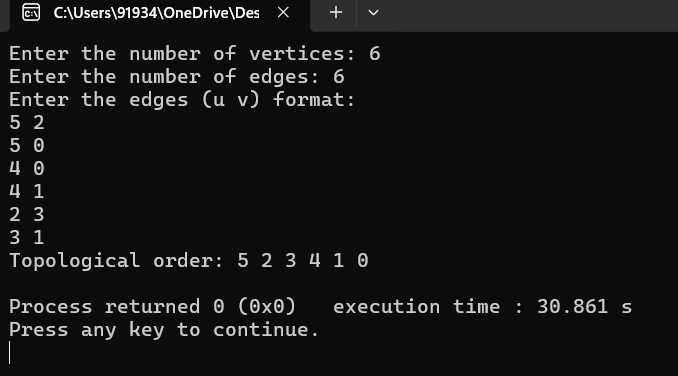 C:\Users\91934\OneDrive\Des
Enter the number of vertices: 6
Enter the number of edges: 6
Enter the edges (u v) format:
5 2
5 0
4 0
4 1
2 3
3 1
Topological order: 5 2 3 4 1 0
Process returned 0 (0x0)   execution time : 30.861 s
Press any key to continue.